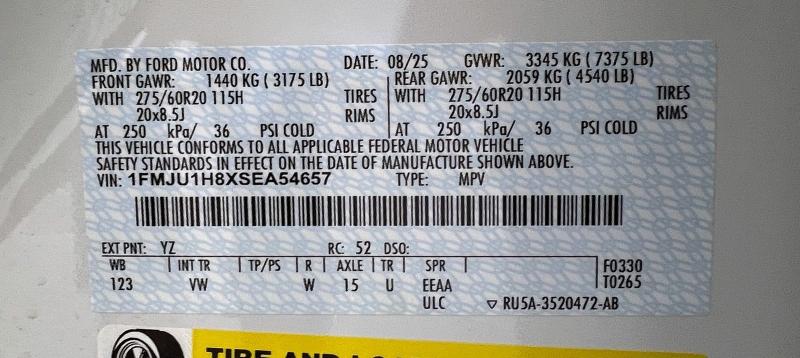 MFD. BY FORD MOTOR CO. DATE: 08/25 GVWR: 3345 KG ( 7375 LB)
FRONT GAWR: 1440 KG ( 3175 LB) REAR GAWR: 2059 KG ( 4540 LB)
WITH 275/60R20 115H TIRES WITH 275/60R20 115H TIRES
20x8.5J RIMS 20x8.5J RIMS
AT 250 kPa/ 36 PSI COLD AT 250 kPa/ 36 PSI COLD
THIS VEHICLE CONFORMS TO ALL APPLICABLE FEDERAL MOTOR VEHICLE
SAFETY STANDARDS IN EFFECT ON THE DATE OF MANUFACTURE SHOWN ABOVE.
VIN: 1FMJU1H8XSEA54657 TYPE: MPV
EXT PNT: YZ RC: 52 DSO:
WB INT TR TP/PS R AXLE TR SPR F0330
123 VW W 15 U EEAA T0265
ULC ▽ RU5A-3520472-AB
TIRE AND